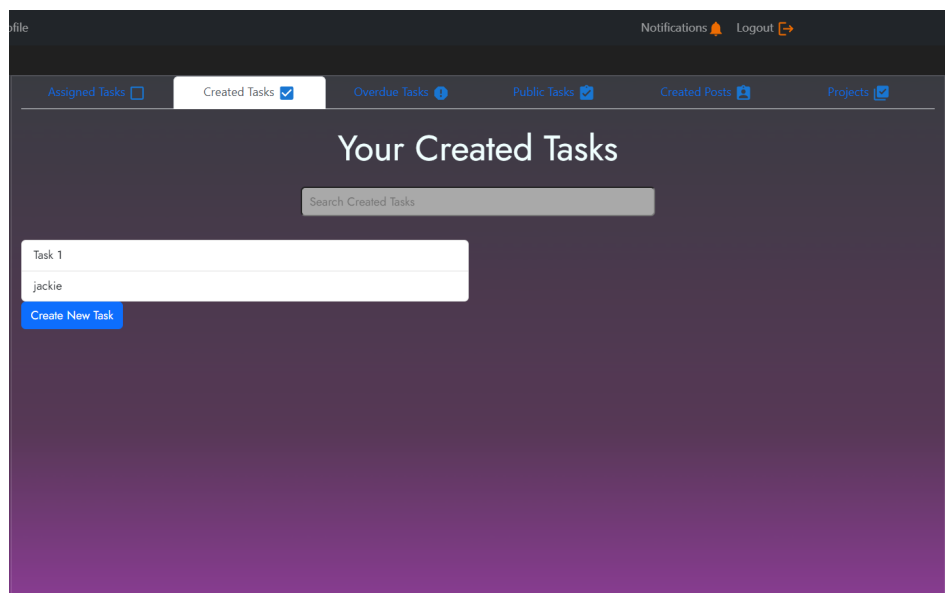 ofile Notifications Logout
Assigned Tasks Created Tasks Overdue Tasks Public Tasks Created Posts Projects
Your Created Tasks
Search Created Tasks
Task 1
jackie
Create New Task